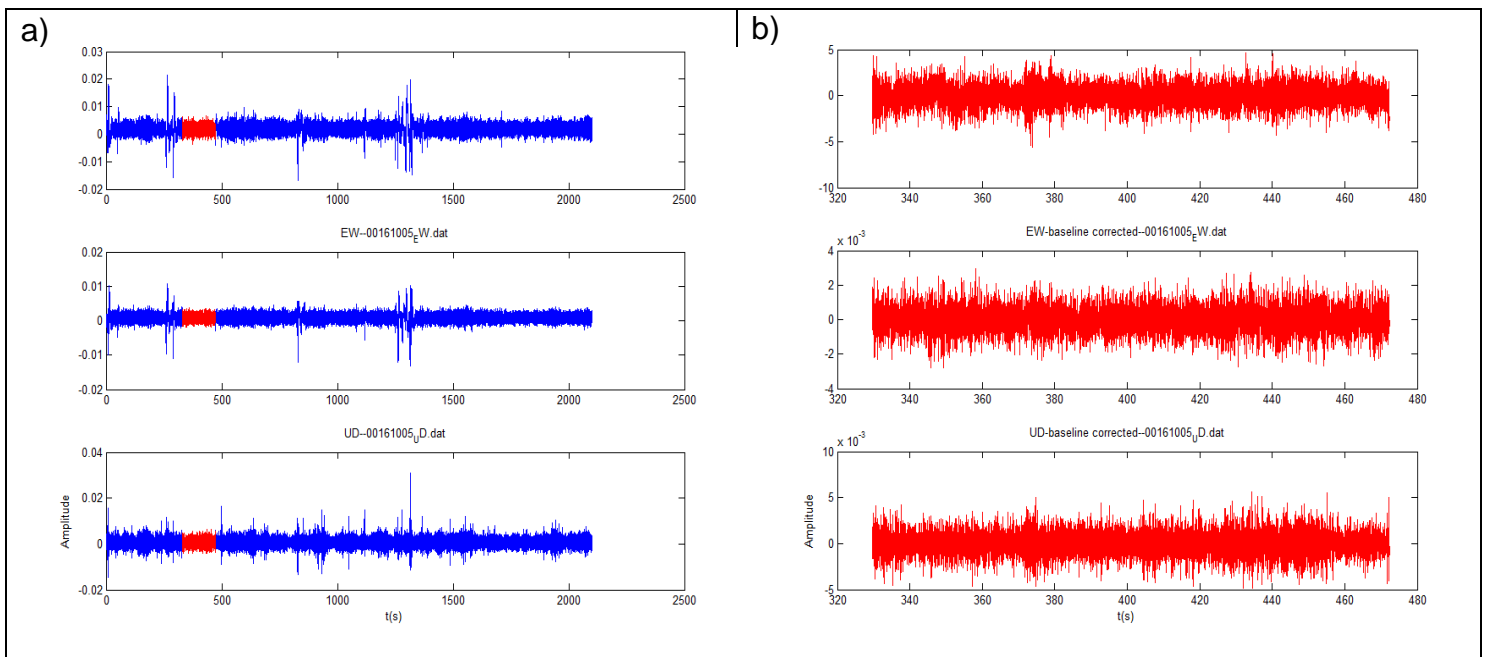 a)
0.03
0.02
0.01
0
-0.01
-0.02
0 500 1000 1500 2000 2500
EW--00161005_EW.dat
0.02
0.01
0
-0.01
-0.02
0 500 1000 1500 2000 2500
UD--00161005_UD.dat
0.04
0.02
0
-0.02
Amplitude
0 500 1000 1500 2000 2500
t(s)
b)
5
0
-5
-10
320 340 360 380 400 420 440 460 480
EW-baseline corrected--00161005_EW.dat
x 10^-3
4
2
0
-2
-4
320 340 360 380 400 420 440 460 480
UD-baseline corrected--00161005_UD.dat
x 10^-3
10
5
0
-5
Amplitude
320 340 360 380 400 420 440 460 480
t(s)